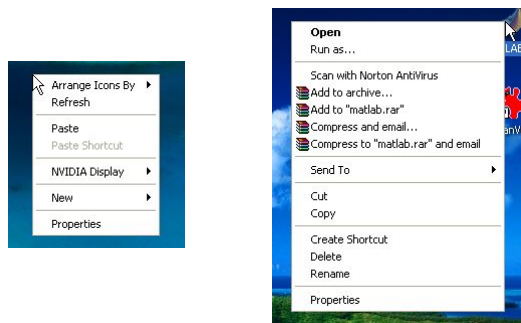 Arrange Icons By
Refresh
Paste
Paste Shortcut
NVIDIA Display
New
Properties
Open
Run as...
Scan with Norton AntiVirus
Add to archive...
Add to "matlab.rar"
Compress and email...
Compress to "matlab.rar" and email
Send To
Cut
Copy
Create Shortcut
Delete
Rename
Properties